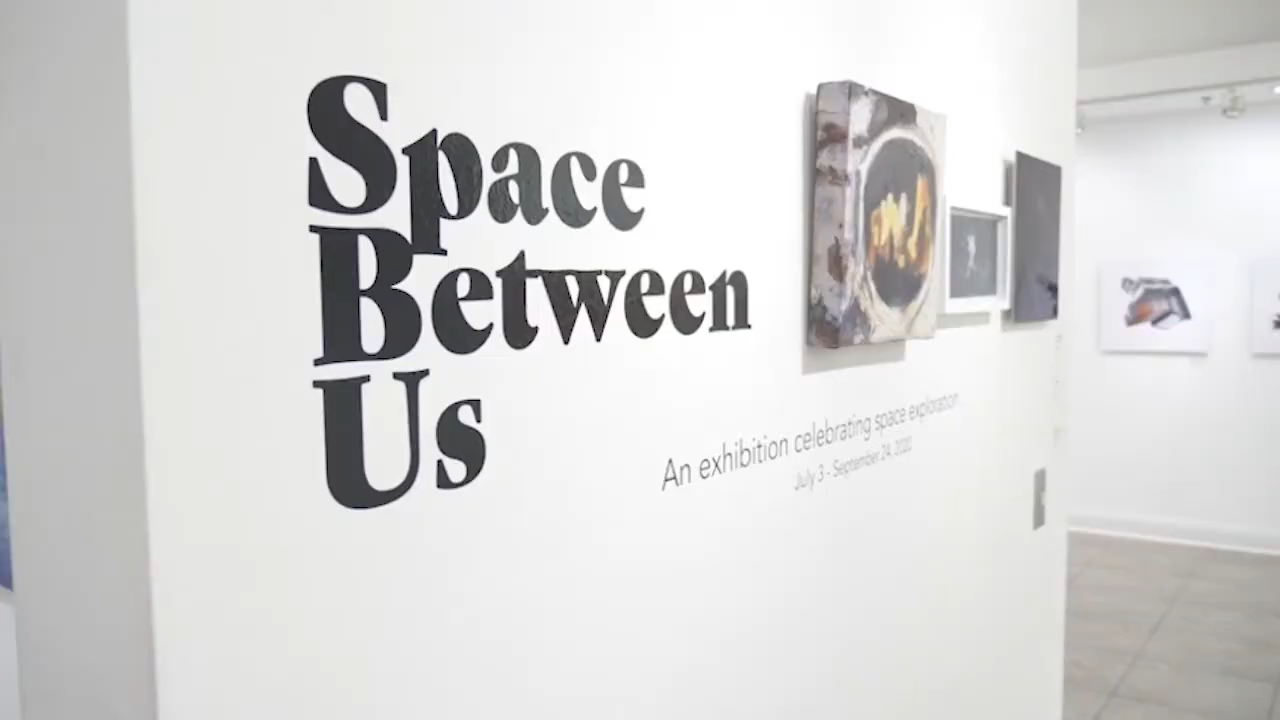 Space
Between
Us
An exhibition celebrating space exploration
July 3 - September 24, 2020